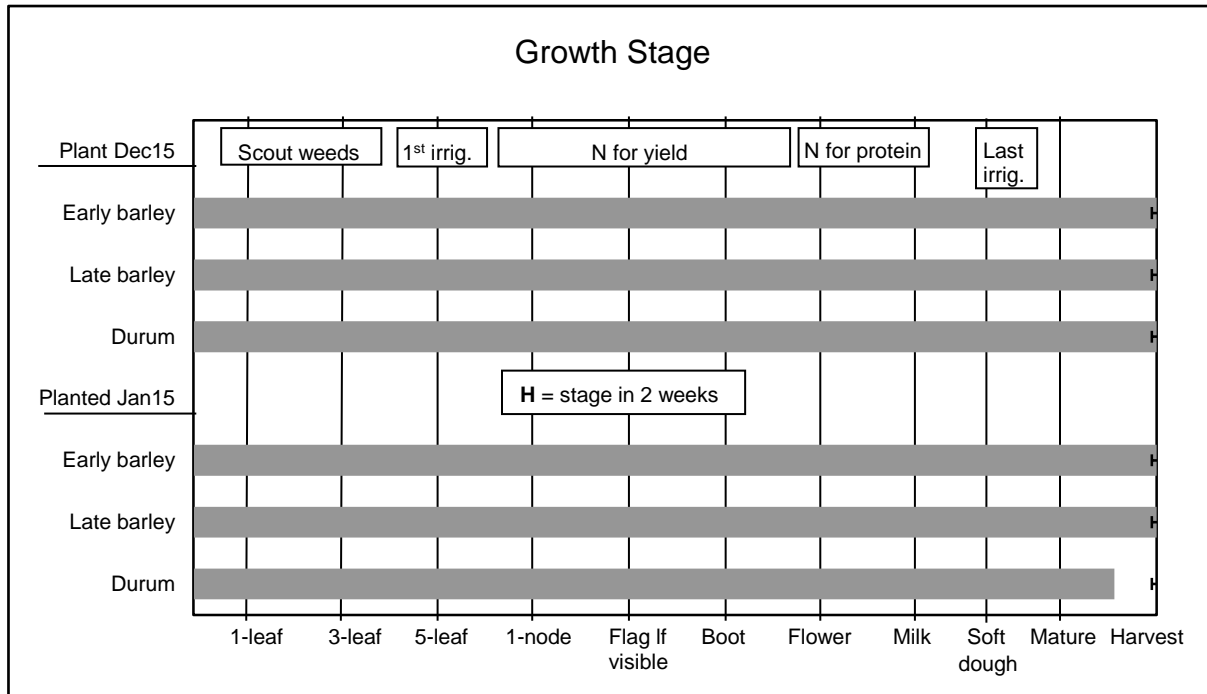 Growth Stage
Plant Dec15
Scout weeds
1st irrig.
N for yield
N for protein
Last
irrig.
Early barley
H
Late barley
H
Durum
H
Planted Jan15
H = stage in 2 weeks
Early barley
H
Late barley
H
Durum
H
1-leaf
3-leaf
5-leaf
1-node
Flag lf
visible
Boot
Flower
Milk
Soft
dough
Mature
Harvest